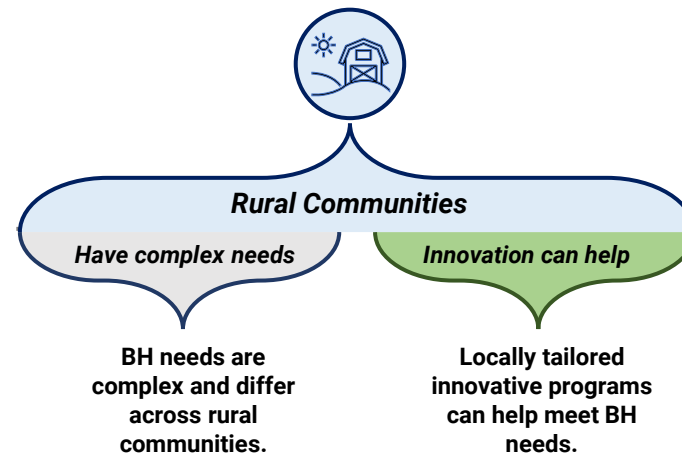 Rural Communities
Have complex needs
Innovation can help
BH needs are
complex and differ
across rural
communities.
Locally tailored
innovative programs
can help meet BH
needs.